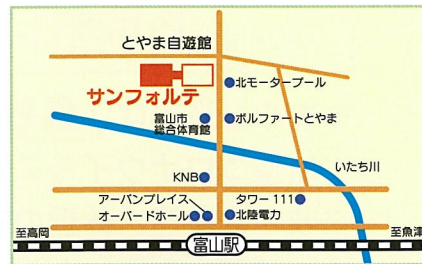 とやま自遊館
北モータープール
サンフォルテ
富山市
総合体育館
ボルファートとやま
いたち川
KNB
アーバンプレイス
タワー 111
オーバードホール
北陸電力
至高岡
至魚津
富山駅